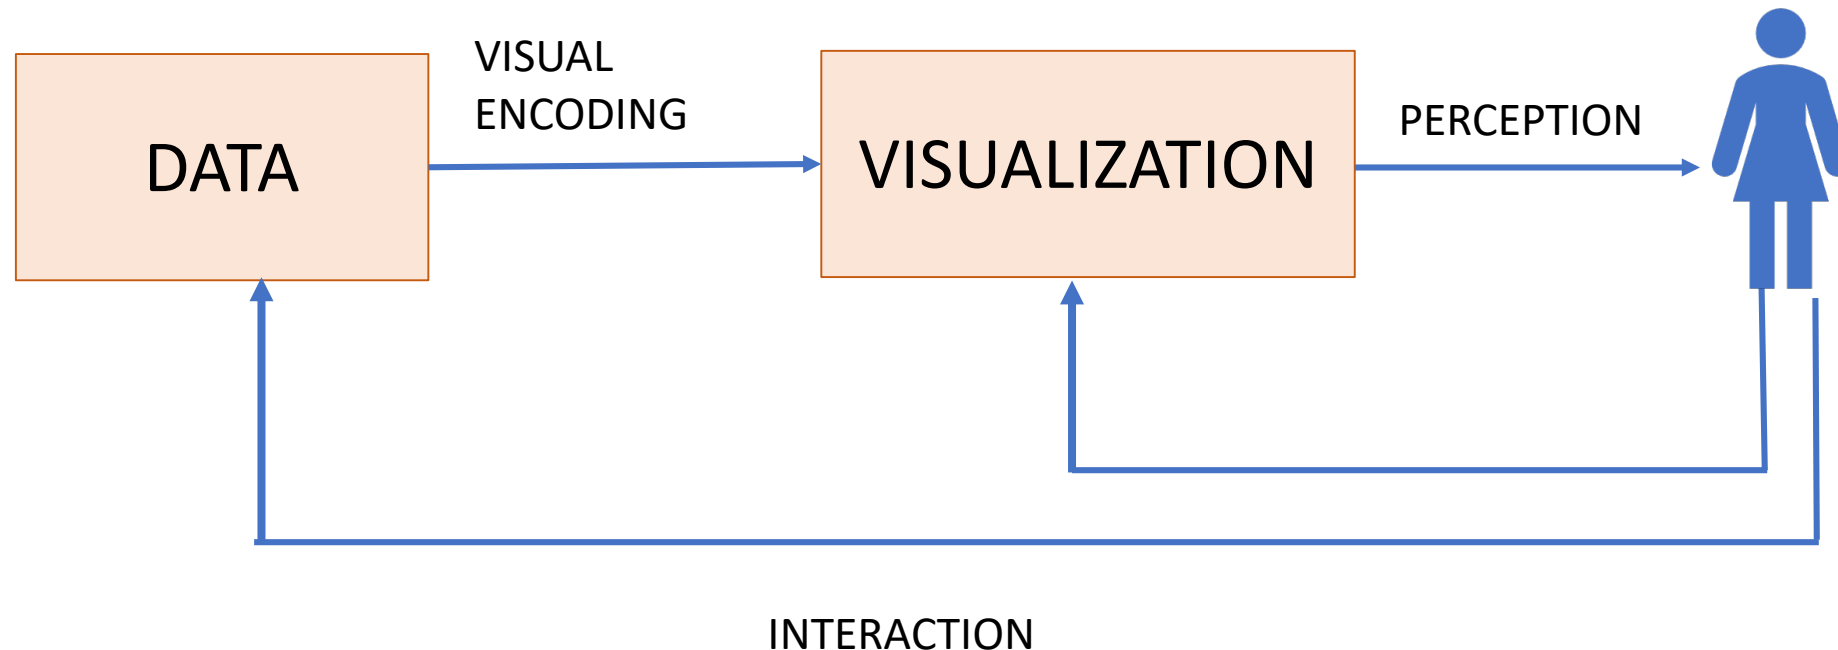 VISUAL
ENCODING
DATA
VISUALIZATION
PERCEPTION
INTERACTION